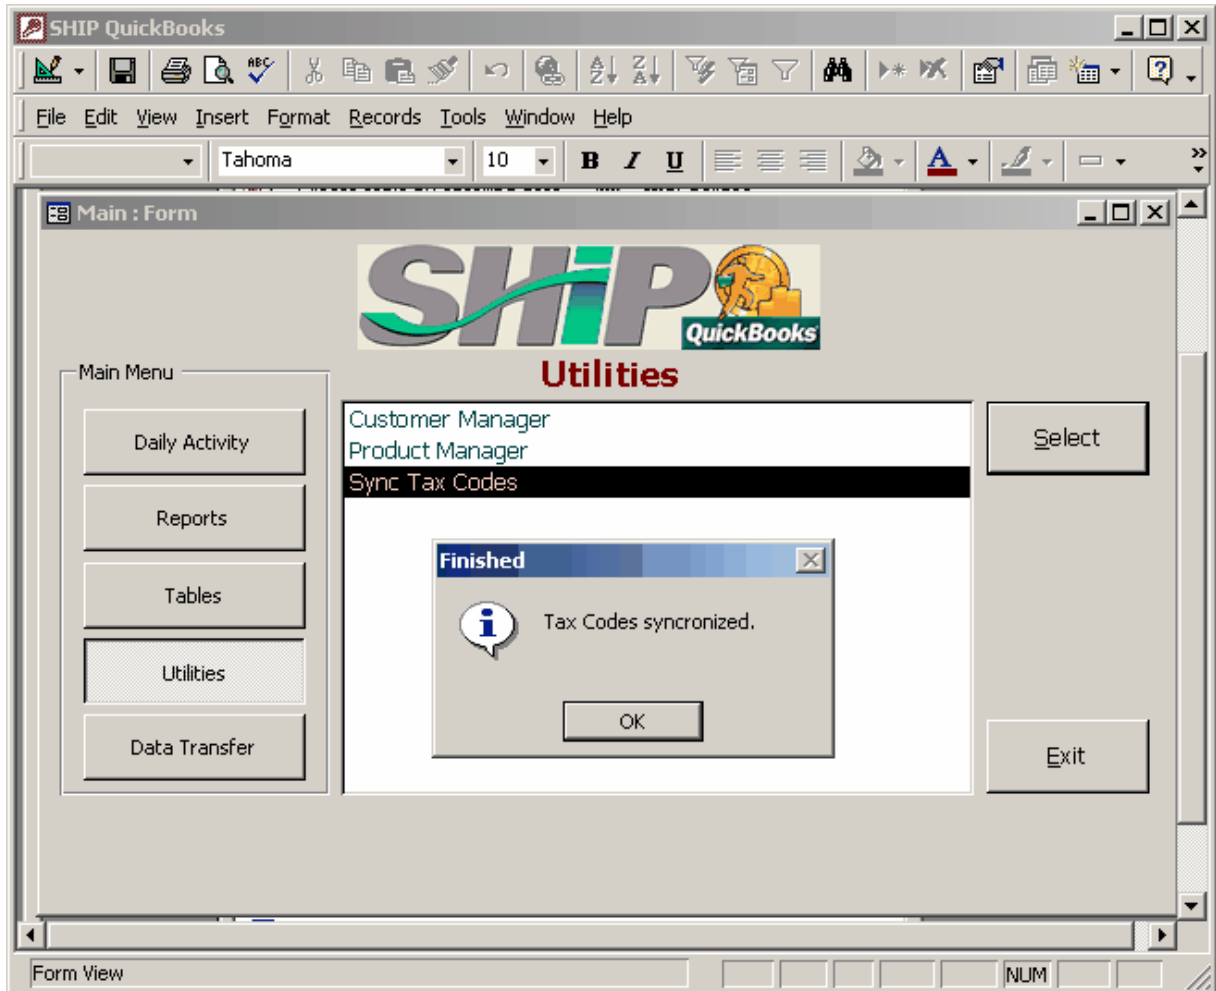 SHIP QuickBooks
ABC
File Edit View Insert Format Records Tools Window Help
Tahoma 10 B I U A
Main : Form
SHiP
QuickBooks
Utilities
Main Menu
Daily Activity
Reports
Tables
Utilities
Data Transfer
Customer Manager
Product Manager
Sync Tax Codes
Select
Exit
Finished
Tax Codes syncronized.
OK
Form View NUM